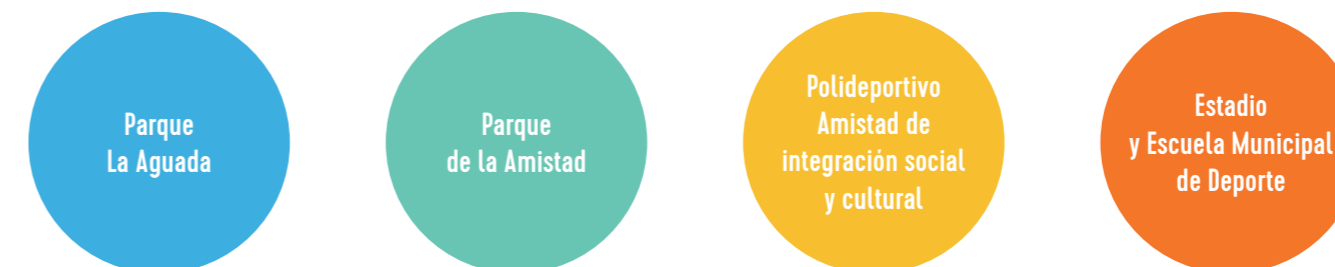 Parque
La Aguada
Parque
de la Amistad
Polideportivo
Amistad de
integración social
y cultural
Estadio
y Escuela Municipal
de Deporte